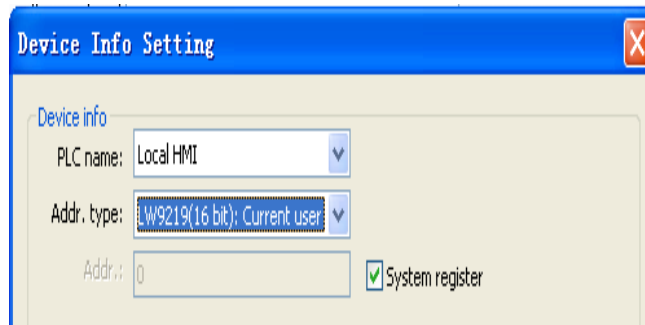 Device Info Setting
Device info
PLC name: Local HMI
Addr. type: LW9219(16 bit): Current user
Addr.: 0 System register